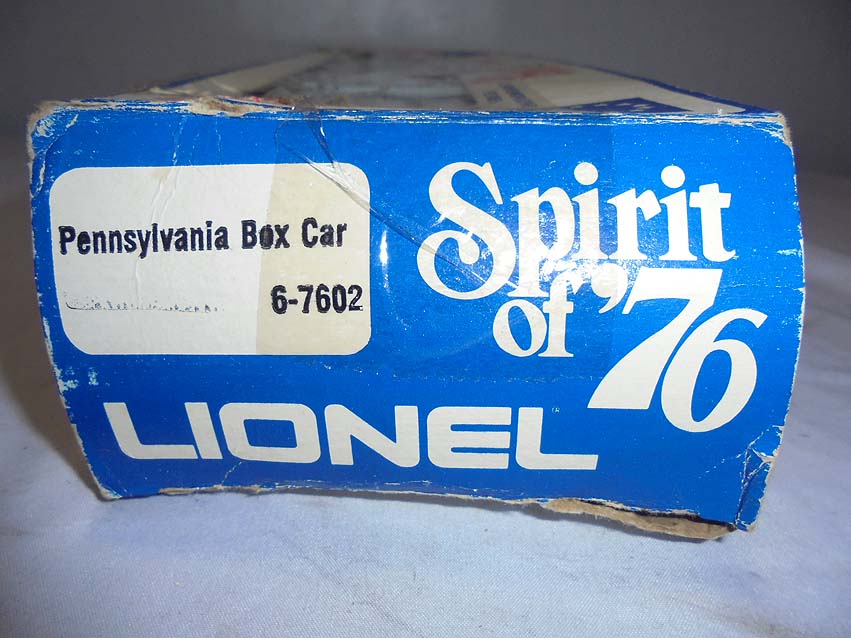 Pennsylvania Box Car
6-7602
Spirit
of '76
LIONEL